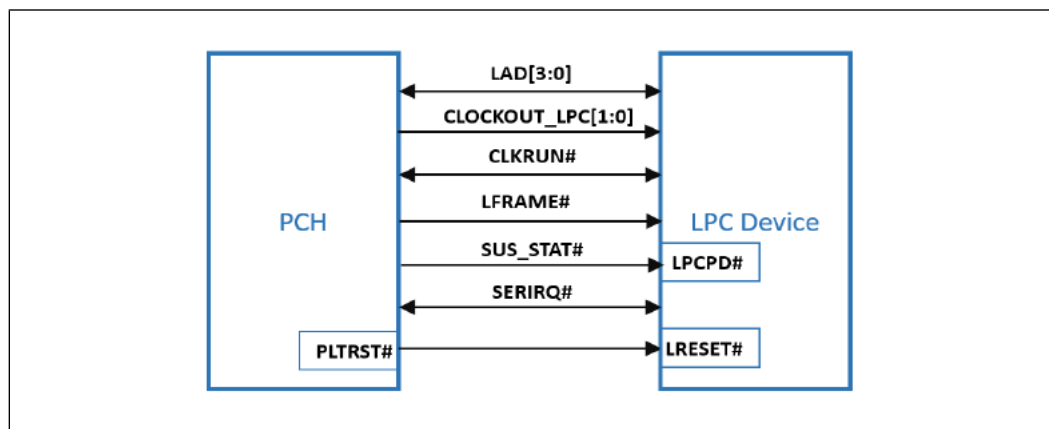 LAD[3:0]
CLOCKOUT_LPC[1:0]
CLKRUN#
LFRAME#
PCH
LPC Device
SUS_STAT#
LPCPD#
SERIRQ#
PLTRST#
LRESET#